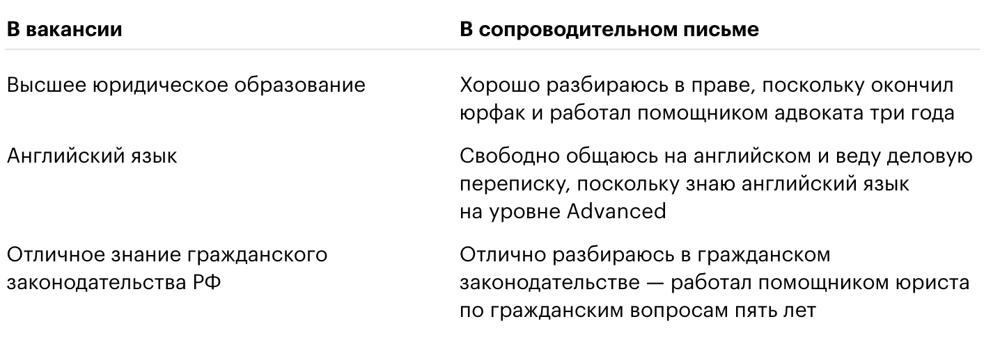 В вакансии
В сопроводительном письме
Высшее юридическое образование
Хорошо разбираюсь в праве, поскольку окончил
юрфак и работал помощником адвоката три года
Английский язык
Свободно общаюсь на английском и веду деловую
переписку, поскольку знаю английский язык
на уровне Advanced
Отличное знание гражданского
законодательства РФ
Отлично разбираюсь в гражданском
законодательстве — работал помощником юриста
по гражданским вопросам пять лет